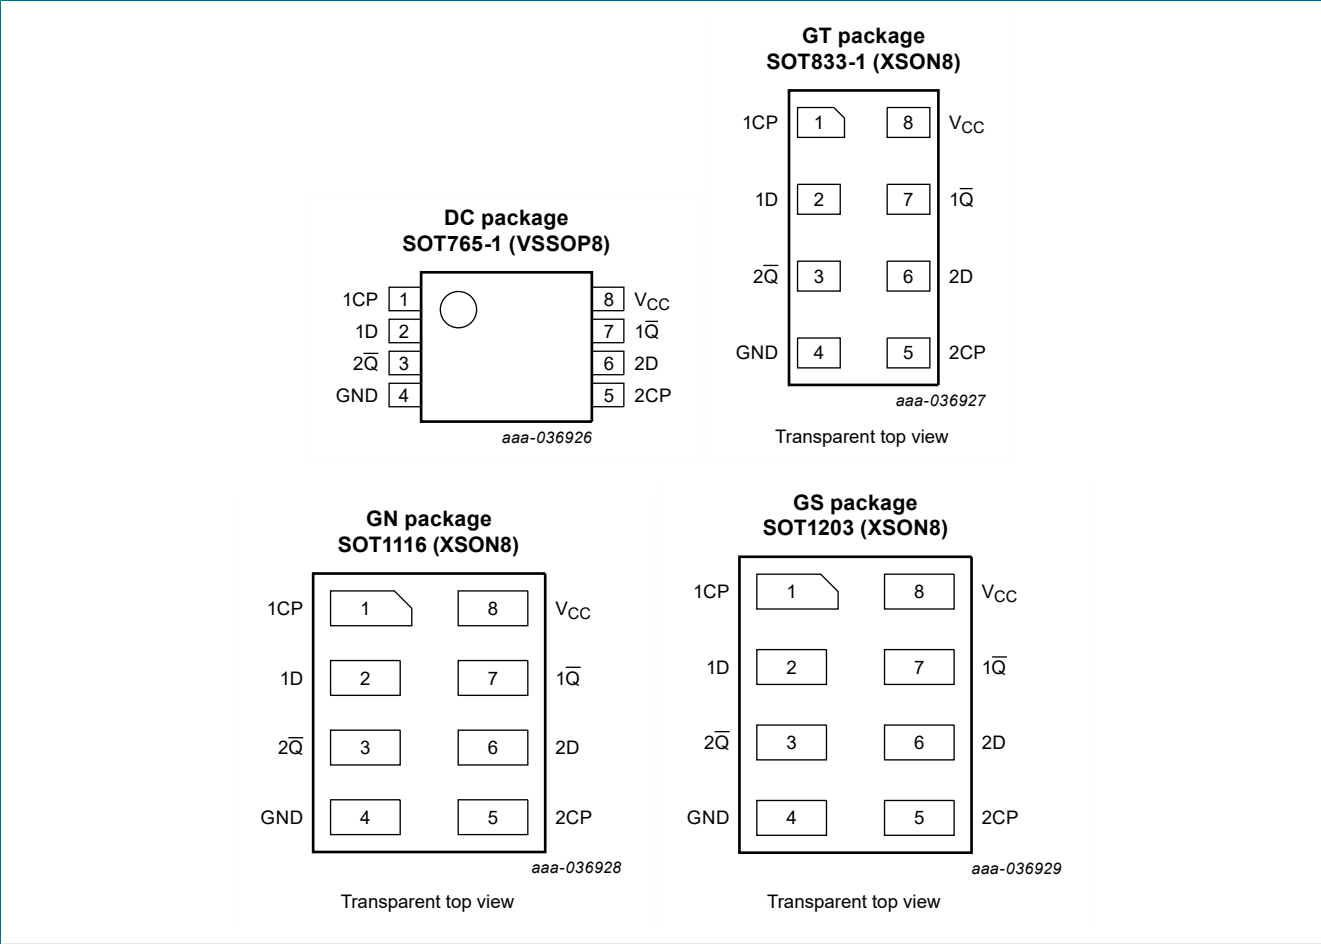 GT package
SOT833-1 (XSON8)
1CP 1 8 VCC
1D 2 7 1Q̅
2Q̅ 3 6 2D
GND 4 5 2CP
aaa-036927
Transparent top view
DC package
SOT765-1 (VSSOP8)
1CP 1 8 VCC
1D 2 7 1Q̅
2Q̅ 3 6 2D
GND 4 5 2CP
aaa-036926
GN package
SOT1116 (XSON8)
1CP 1 8 VCC
1D 2 7 1Q̅
2Q̅ 3 6 2D
GND 4 5 2CP
aaa-036928
Transparent top view
GS package
SOT1203 (XSON8)
1CP 1 8 VCC
1D 2 7 1Q̅
2Q̅ 3 6 2D
GND 4 5 2CP
aaa-036929
Transparent top view